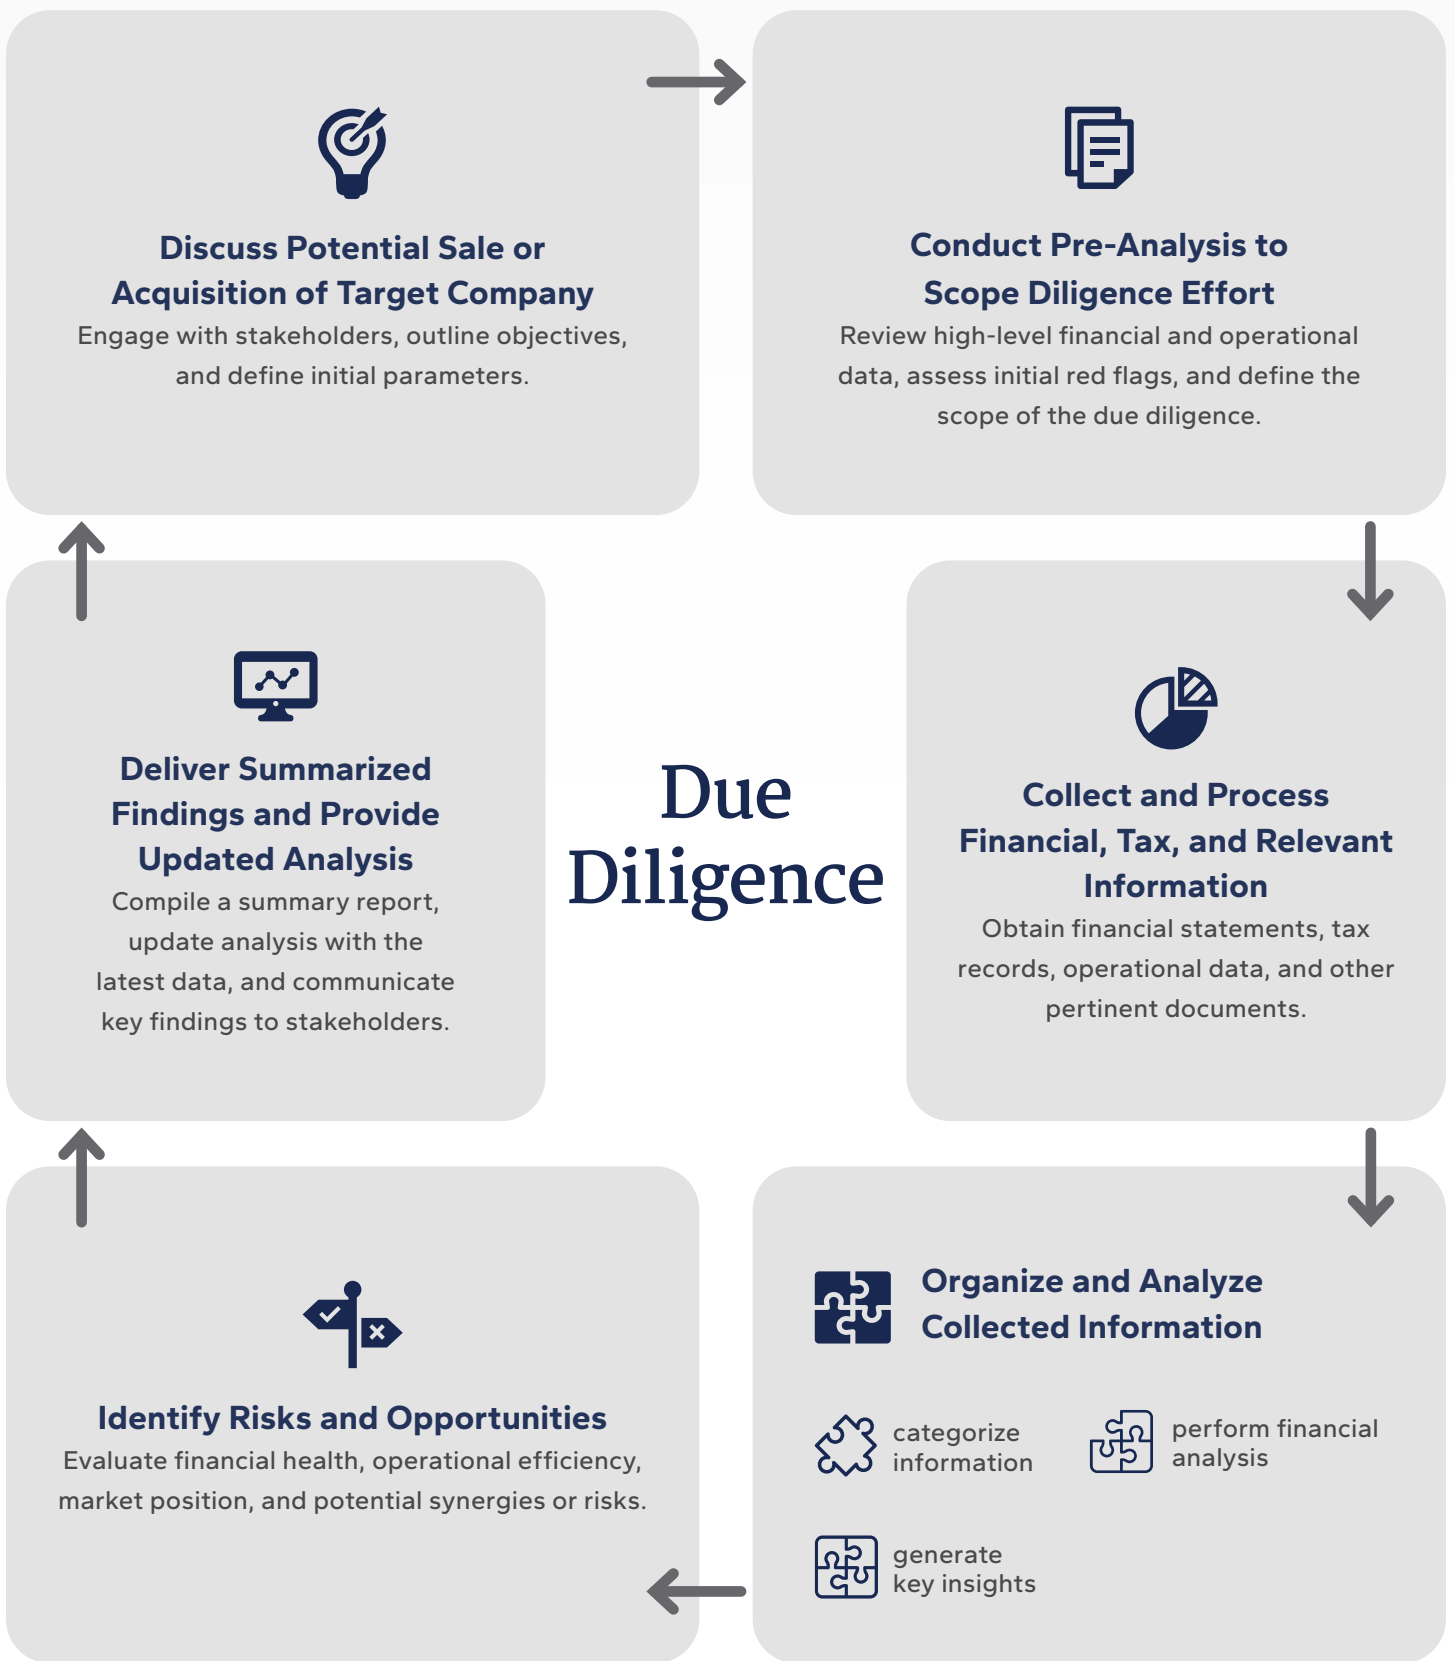 Discuss Potential Sale or
Acquisition of Target Company
Engage with stakeholders, outline objectives,
and define initial parameters.
Conduct Pre-Analysis to
Scope Diligence Effort
Review high-level financial and operational
data, assess initial red flags, and define the
scope of the due diligence.
Collect and Process
Financial, Tax, and Relevant
Information
Obtain financial statements, tax
records, operational data, and other
pertinent documents.
Organize and Analyze
Collected Information
categorize
information
perform financial
analysis
generate
key insights
Identify Risks and Opportunities
Evaluate financial health, operational efficiency,
market position, and potential synergies or risks.
Deliver Summarized
Findings and Provide
Updated Analysis
Compile a summary report,
update analysis with the
latest data, and communicate
key findings to stakeholders.
Due
Diligence